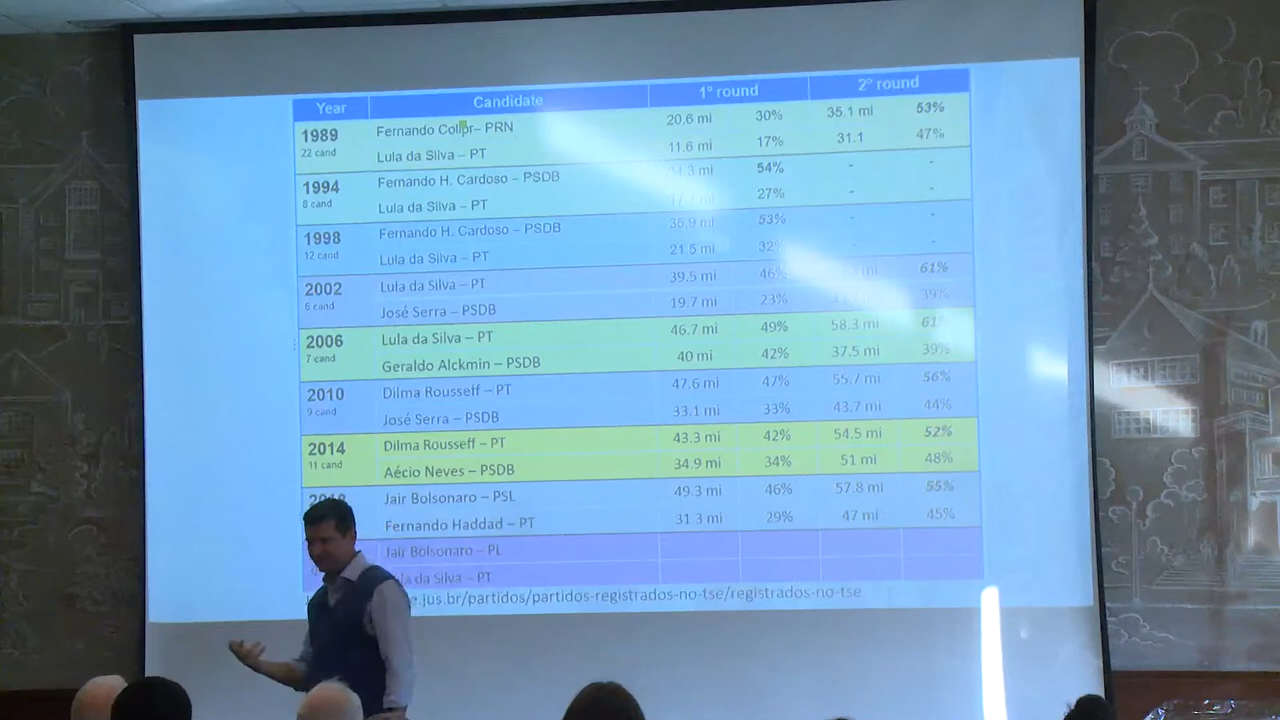 Year Candidate 1º round 2º round
1989 Fernando Collor– PRN 20.6 mi 30% 35.1 mi 53%
22 cand Lula da Silva – PT 11.6 mi 17% 31.1 47%
1994 Fernando H. Cardoso – PSDB 54% - -
8 cand Lula da Silva – PT 27% - -
1998 Fernando H. Cardoso – PSDB 35.9 mi 53% - -
12 cand Lula da Silva – PT 21.5 mi 32% - -
2002 Lula da Silva – PT 39.5 mi 46% mi 61%
6 cand José Serra – PSDB 19.7 mi 23% 39%
2006 Lula da Silva – PT 46.7 mi 49% 58.3 mi 61%
7 cand Geraldo Alckmin – PSDB 40 mi 42% 37.5 mi 39%
2010 Dilma Rousseff – PT 47.6 mi 47% 55.7 mi 56%
9 cand José Serra – PSDB 33.1 mi 33% 43.7 mi 44%
2014 Dilma Rousseff – PT 43.3 mi 42% 54.5 mi 52%
11 cand Aécio Neves – PSDB 34.9 mi 34% 51 mi 48%
2018 Jair Bolsonaro – PSL 49.3 mi 46% 57.8 mi 55%
Fernando Haddad – PT 31.3 mi 29% 47 mi 45%
Jair Bolsonaro – PL
Lula da Silva – PT
e.jus.br/partidos/partidos-registrados-no-tse/registrados-no-tse